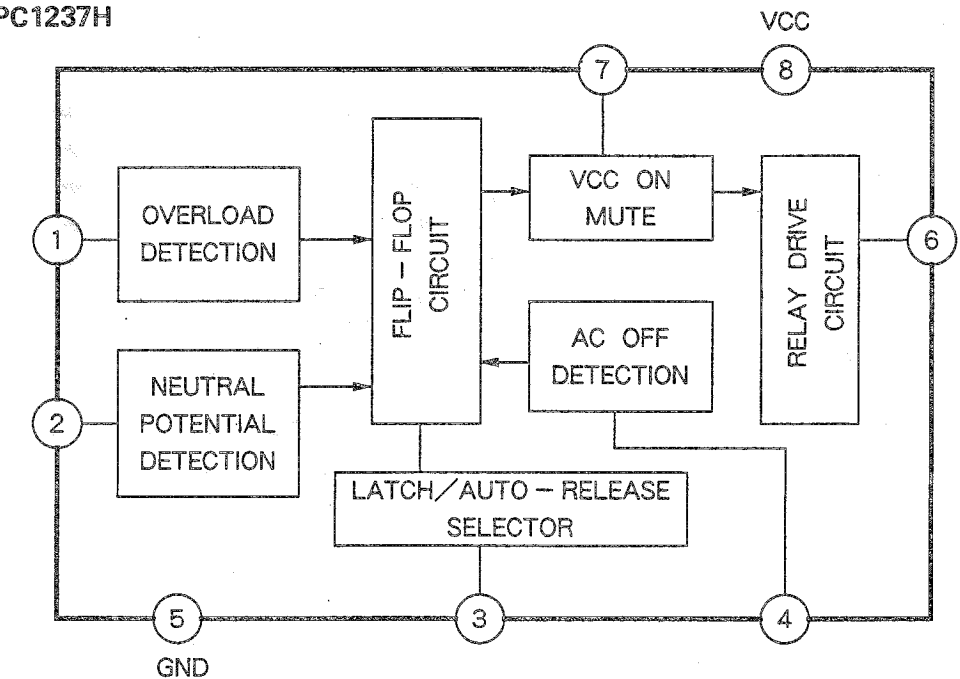 PC1237H
VCC
7
8
VCC ON
MUTE
OVERLOAD
DETECTION
1
FLIP-FLOP
CIRCUIT
RELAY DRIVE
CIRCUIT
6
AC OFF
DETECTION
NEUTRAL
POTENTIAL
DETECTION
2
LATCH/AUTO-RELEASE
SELECTOR
5
3
4
GND